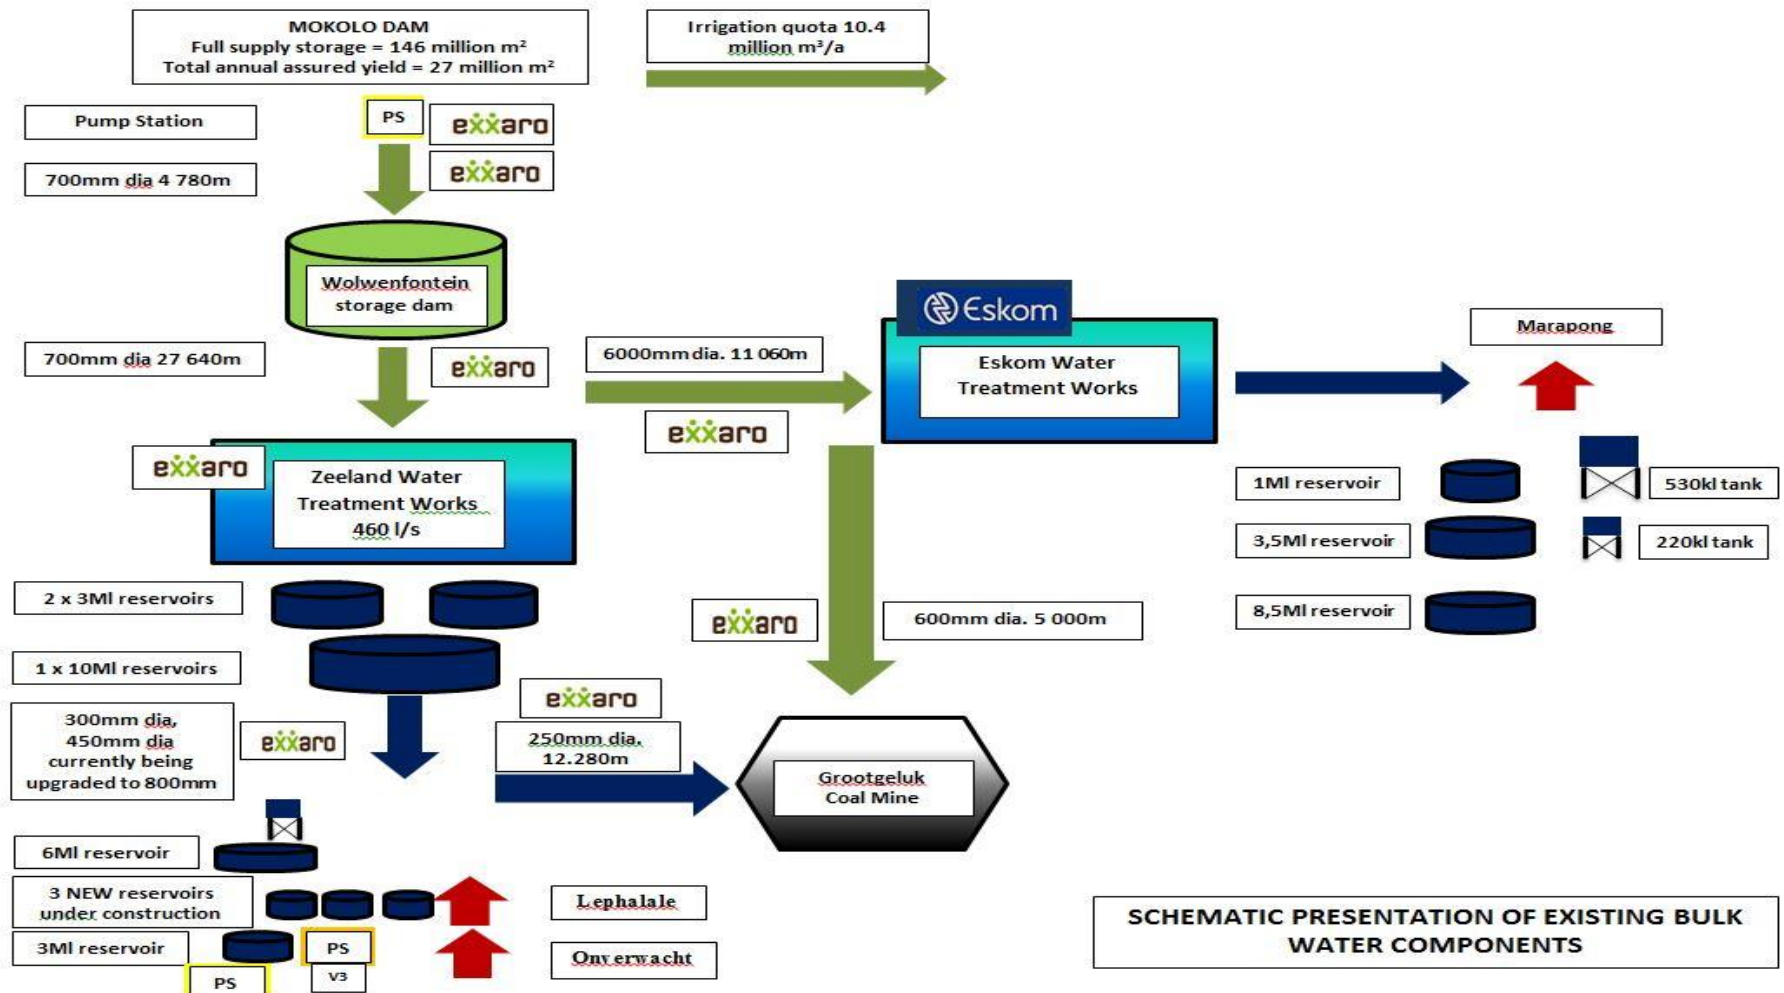 MOKOLO DAM
Full supply storage = 146 million m²
Total annual assured yield = 27 million m²
Irrigation quota 10.4
million m³/a
Pump Station
PS
exxaro
700mm dia 4 780m
exxaro
Wolwenfontein
storage dam
700mm dia 27 640m
exxaro
6000mm dia. 11 060m
exxaro
Eskom
Eskom Water
Treatment Works
Marapong
exxaro
Zeeland Water
Treatment Works
460 l/s
1Ml reservoir
530kl tank
3,5Ml reservoir
220kl tank
8,5Ml reservoir
2 x 3Ml reservoirs
exxaro
600mm dia. 5 000m
1 x 10Ml reservoirs
300mm dia,
450mm dia
currently being
upgraded to 800mm
exxaro
exxaro
250mm dia.
12.280m
Grootgeluk
Coal Mine
6Ml reservoir
3 NEW reservoirs
under construction
Lephalale
3Ml reservoir
PS
V3
PS
Onverwacht
SCHEMATIC PRESENTATION OF EXISTING BULK
WATER COMPONENTS